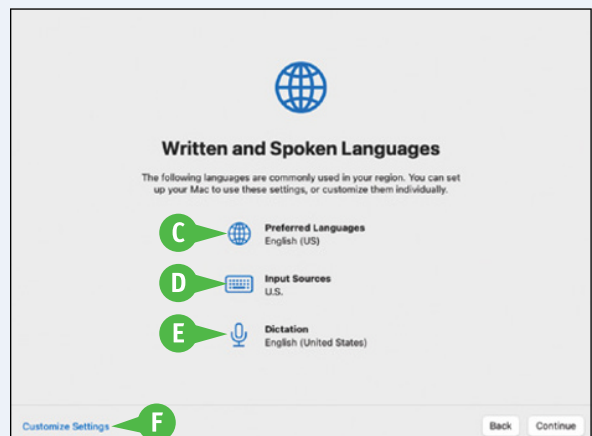 Written and Spoken Languages
The following languages are commonly used in your region. You can set
up your Mac to use these settings, or customize them individually.
C
Preferred Languages
English (US)
D
Input Sources
U.S.
E
Dictation
English (United States)
Customize Settings
F
Back
Continue